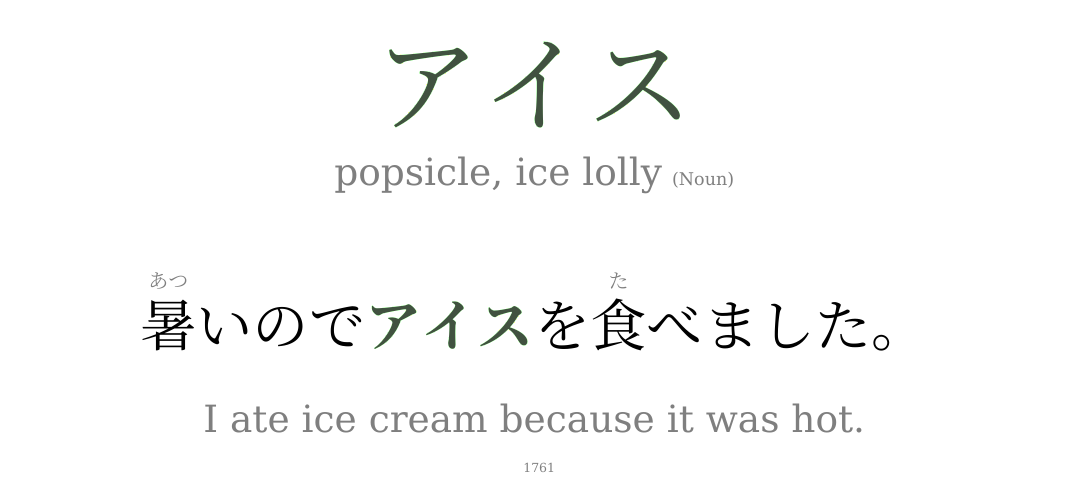 アイス
popsicle, ice lolly (Noun)
あつ た
暑いのでアイスを食べました。
I ate ice cream because it was hot.
1761